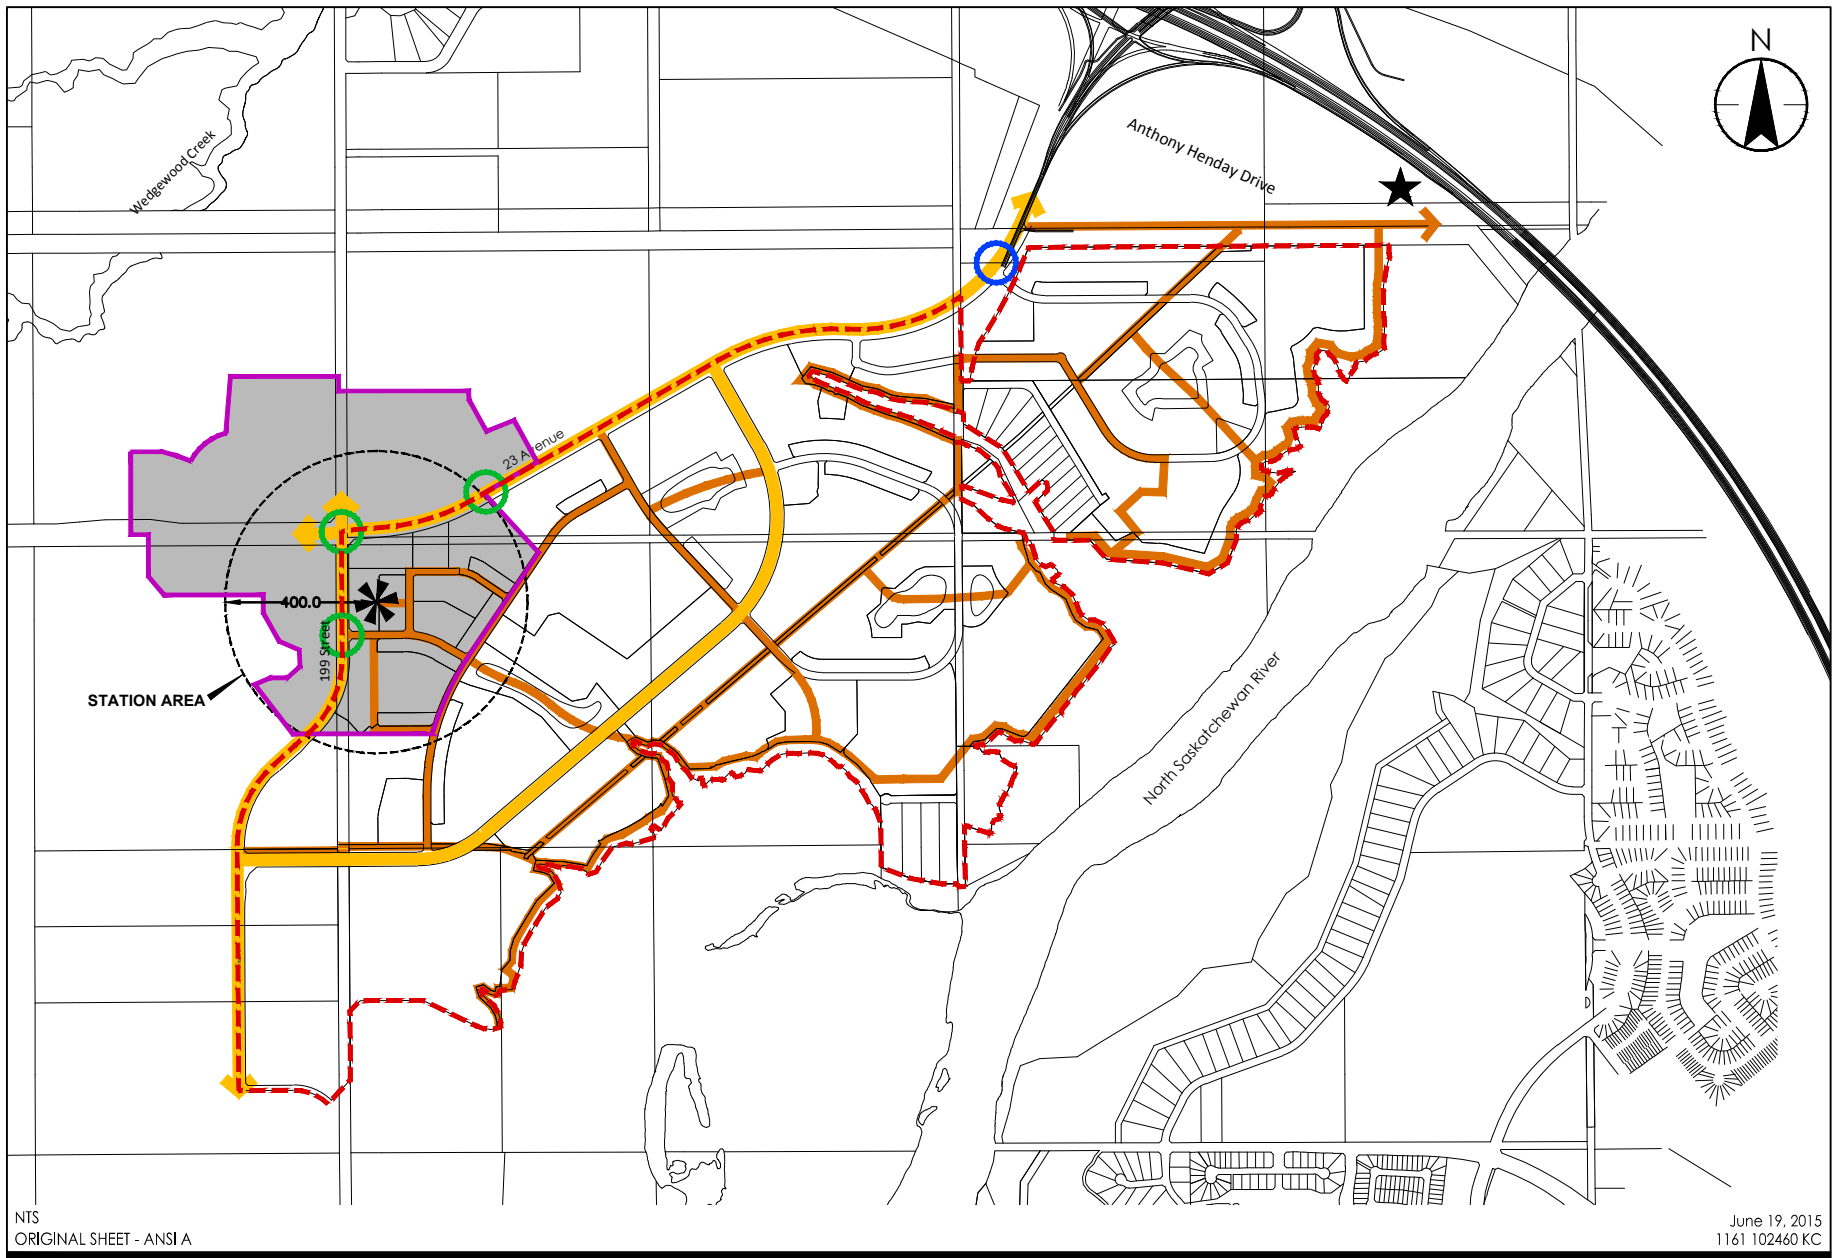 N
Wedgewood Creek
Anthony Henday Drive
23 Avenue
400.0
199 Street
STATION AREA
North Saskatchewan River
NTS
ORIGINAL SHEET - ANSI A
June 19, 2015
1161 102460 KC